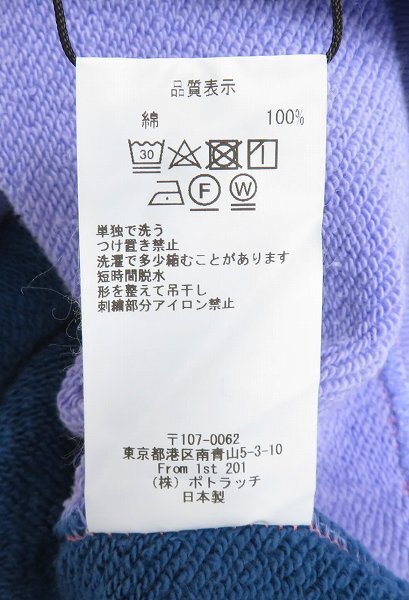 品質表示
綿 100%
30
F W
単独で洗う
つけ置き禁止
洗濯で多少縮むことがあります
短時間脱水
形を整えて吊干し
刺繍部分アイロン禁止
〒107-0062
東京都港区南青山5-3-10
From 1st 201
(株) ポトラッチ
日本製